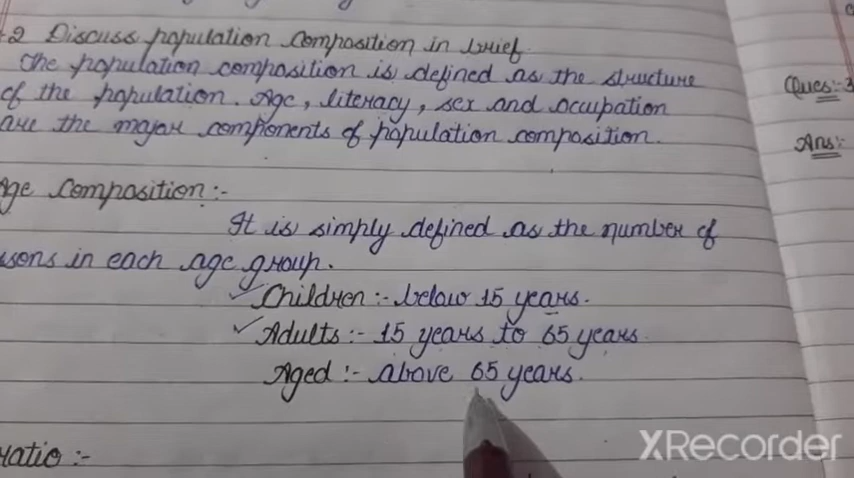 2 Discuss population composition in brief.
The population composition is defined as the structure
of the population. Age, literacy, sex and occupation
are the major components of population composition.
Age composition :-
It is simply defined as the number of
sons in each age group.
Children :- below 15 years.
Adults :- 15 years to 65 years.
Aged :- above 65 years.
ratio :-
Ques:- 3
Ans:-
XRecorder